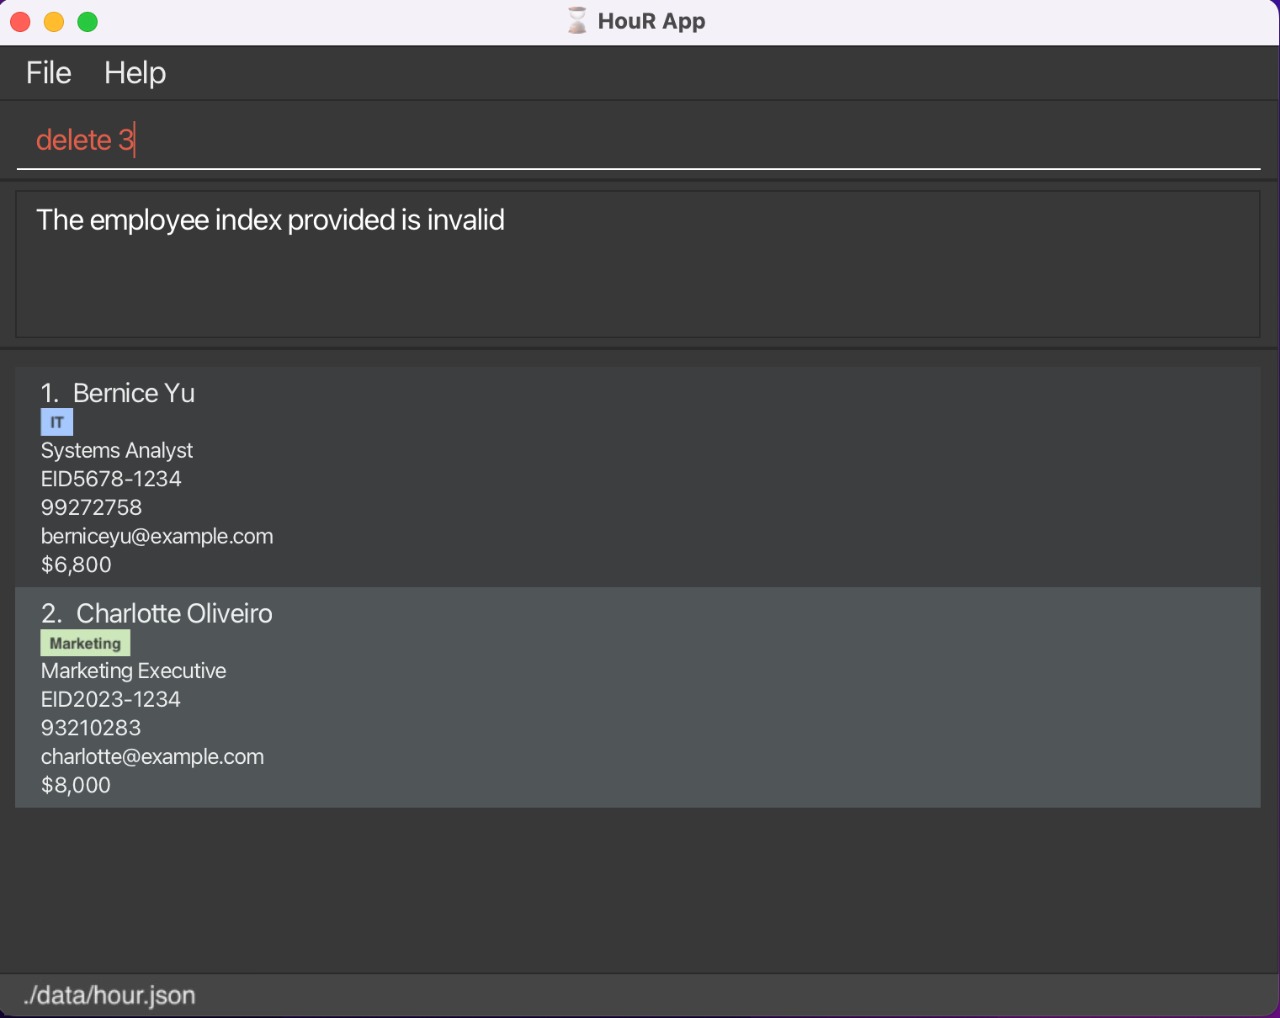 HouR App
File Help
delete 3
The employee index provided is invalid
1. Bernice Yu
IT
Systems Analyst
EID5678-1234
99272758
berniceyu@example.com
$6,800
2. Charlotte Oliveiro
Marketing
Marketing Executive
EID2023-1234
93210283
charlotte@example.com
$8,000
./data/hour.json